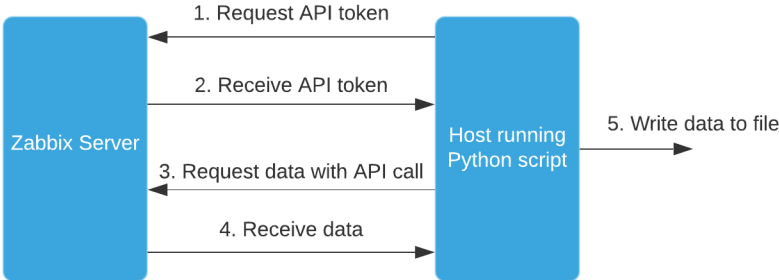 1. Request API token
2. Receive API token
Zabbix Server
Host running
Python script
5. Write data to file
3. Request data with API call
4. Receive data